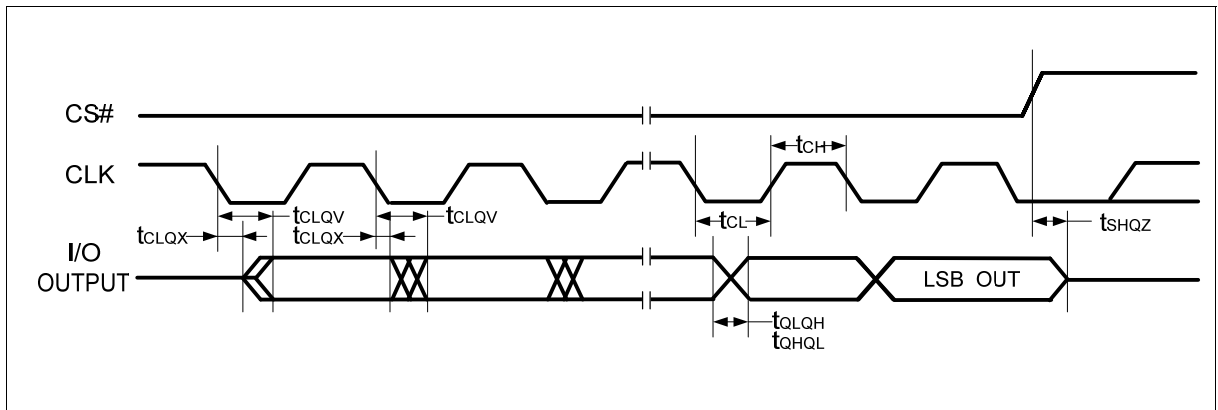 CS#
CLK
tCH
tCLQV
tCLQV
tCL
tSHQZ
tCLQX
tCLQX
I/O
OUTPUT
LSB OUT
tQLQH
tQHQL